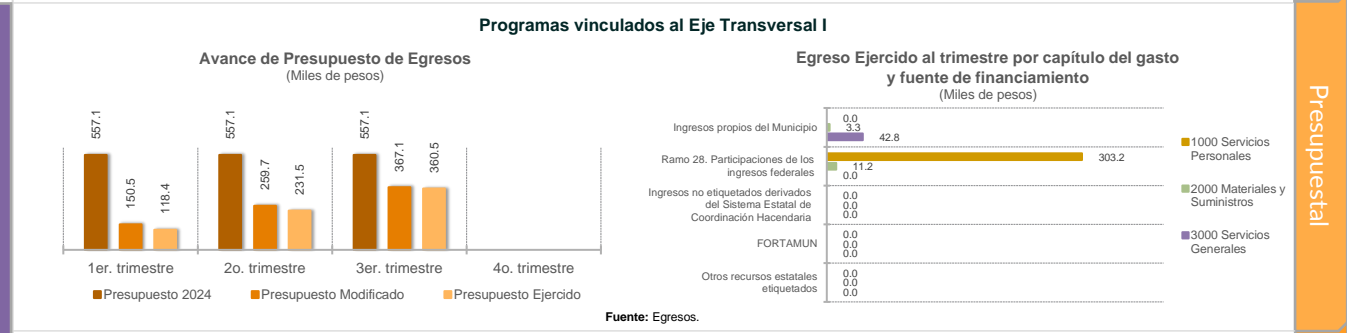 Programas vinculados al Eje Transversal I
Avance de Presupuesto de Egresos
(Miles de pesos)
557.1
150.5
118.4
557.1
259.7
231.5
557.1
367.1
360.5
1er. trimestre
2o. trimestre
3er. trimestre
4o. trimestre
Presupuesto 2024
Presupuesto Modificado
Presupuesto Ejercido
Egreso Ejercido al trimestre por capítulo del gasto
y fuente de financiamiento
(Miles de pesos)
Ingresos propios del Municipio
0.0
3.3
42.8
Ramo 28. Participaciones de los
ingresos federales
303.2
11.2
0.0
Ingresos no etiquetados derivados
del Sistema Estatal de
Coordinación Hacendaria
0.0
0.0
0.0
FORTAMUN
0.0
0.0
0.0
Otros recursos estatales
etiquetados
0.0
0.0
0.0
1000 Servicios
Personales
2000 Materiales y
Suministros
3000 Servicios
Generales
Presupuestal
Fuente: Egresos.